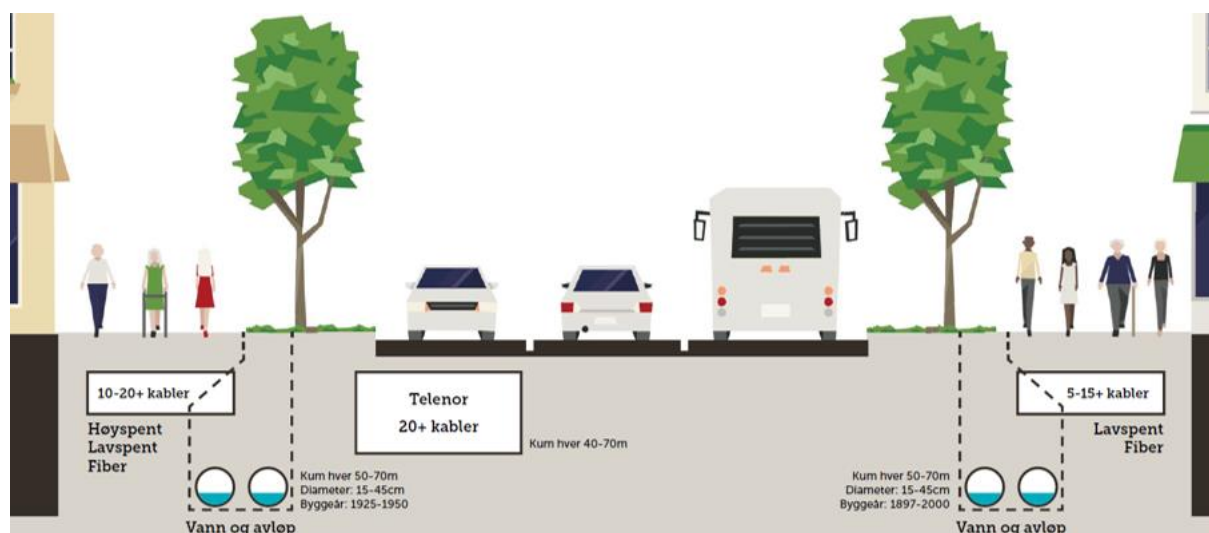 10-20+ kabler
Høyspent
Lavspent
Fiber
Telenor
20+ kabler
Kum hver 40-70m
Kum hver 50-70m
Diameter: 15-45cm
Byggeår: 1925-1950
Vann og avløp
5-15+ kabler
Lavspent
Fiber
Kum hver 50-70m
Diameter: 15-45cm
Byggeår: 1897-2000
Vann og avløp